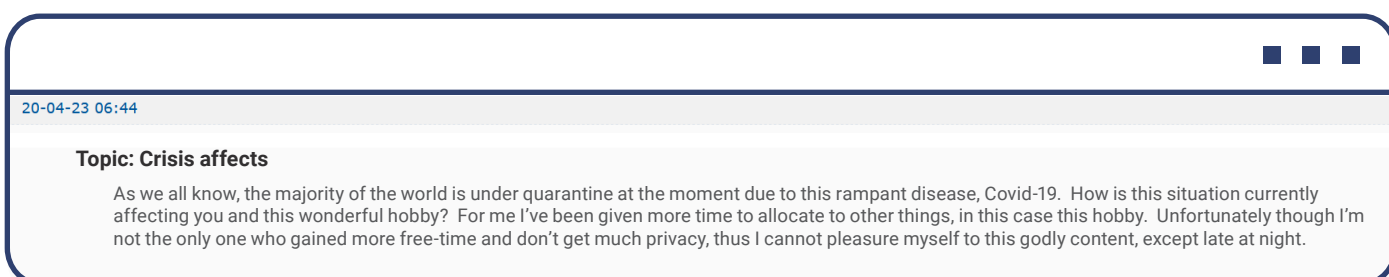 20-04-23 06:44
Topic: Crisis affects
As we all know, the majority of the world is under quarantine at the moment due to this rampant disease, Covid-19. How is this situation currently
affecting you and this wonderful hobby? For me I've been given more time to allocate to other things, in this case this hobby. Unfortunately though I'm
not the only one who gained more free-time and don't get much privacy, thus I cannot pleasure myself to this godly content, except late at night.